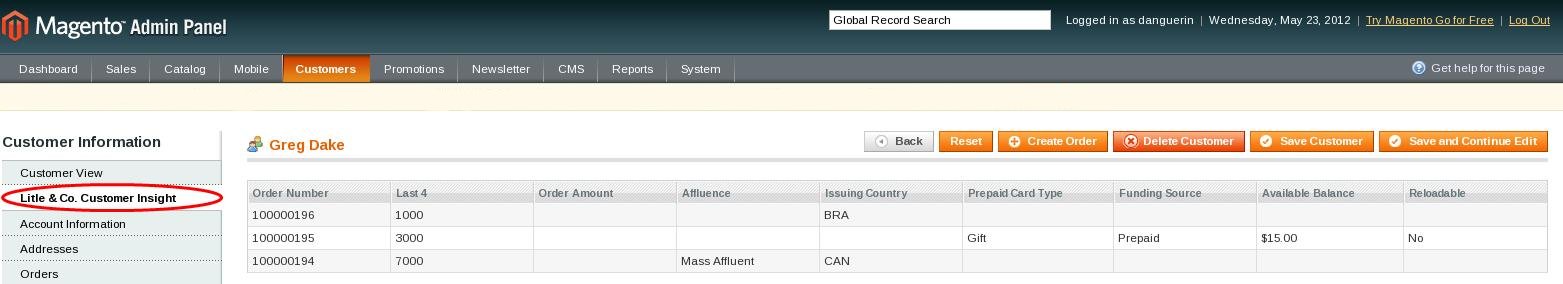 Magento™ Admin Panel
Global Record Search
Logged in as danguerin | Wednesday, May 23, 2012 | Try Magento Go for Free | Log Out
Dashboard Sales Catalog Mobile Customers Promotions Newsletter CMS Reports System Get help for this page
Customer Information
Customer View
Litle & Co. Customer Insight
Account Information
Addresses
Orders
Greg Dake
Back Reset Create Order Delete Customer Save Customer Save and Continue Edit
Order Number Last 4 Order Amount Affluence Issuing Country Prepaid Card Type Funding Source Available Balance Reloadable
100000196 1000 BRA
100000195 3000 Gift Prepaid $15.00 No
100000194 7000 Mass Affluent CAN